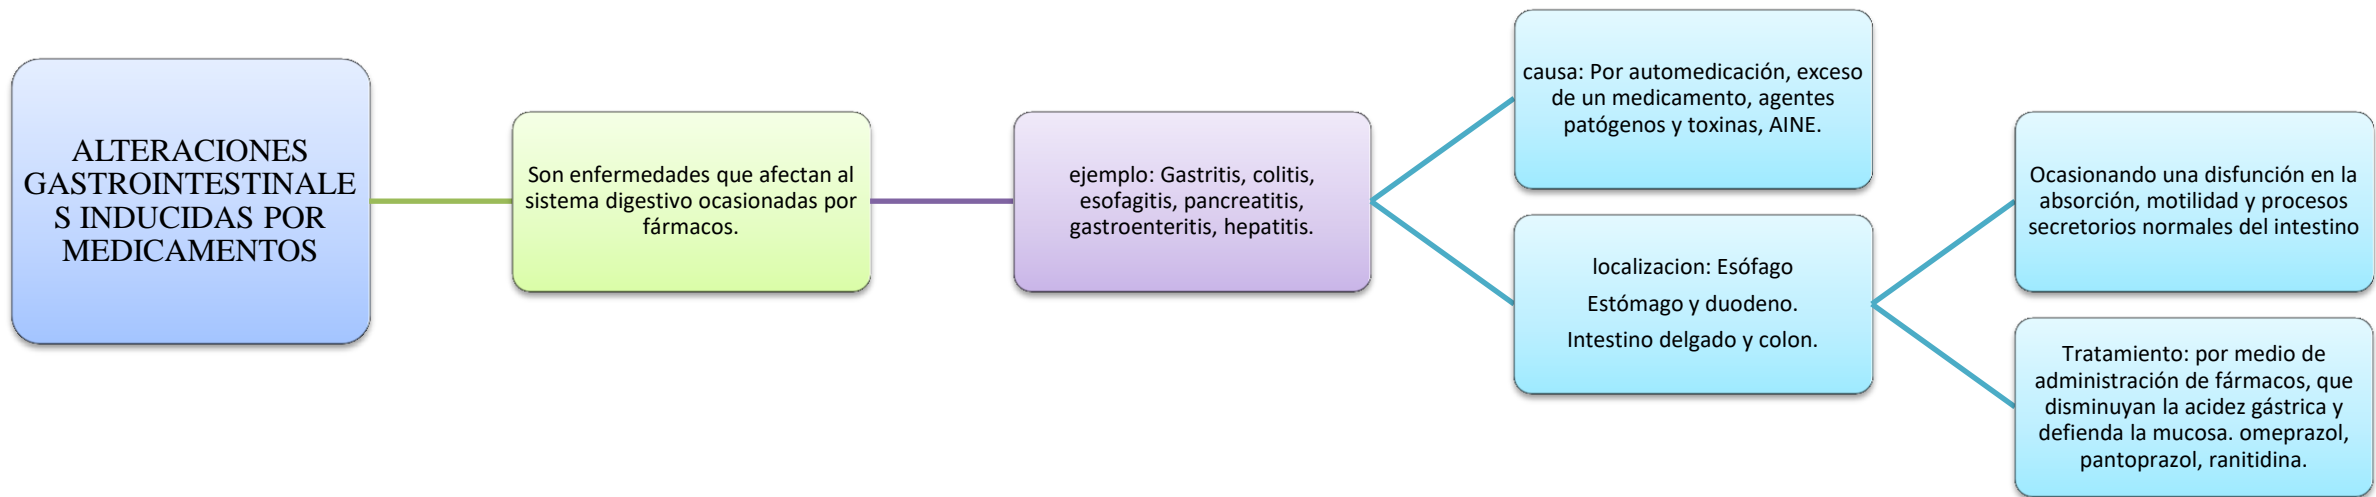 ALTERACIONES
GASTROINTESTINALE
S INDUCIDAS POR
MEDICAMENTOS
Son enfermedades que afectan al
sistema digestivo ocasionadas por
fármacos.
ejemplo: Gastritis, colitis,
esofagitis, pancreatitis,
gastroenteritis, hepatitis.
causa: Por automedicación, exceso
de un medicamento, agentes
patógenos y toxinas, AINE.
localizacion: Esófago
Estómago y duodeno.
Intestino delgado y colon.
Ocasionando una disfunción en la
absorción, motilidad y procesos
secretorios normales del intestino
Tratamiento: por medio de
administración de fármacos, que
disminuyan la acidez gástrica y
defienda la mucosa. omeprazol,
pantoprazol, ranitidina.